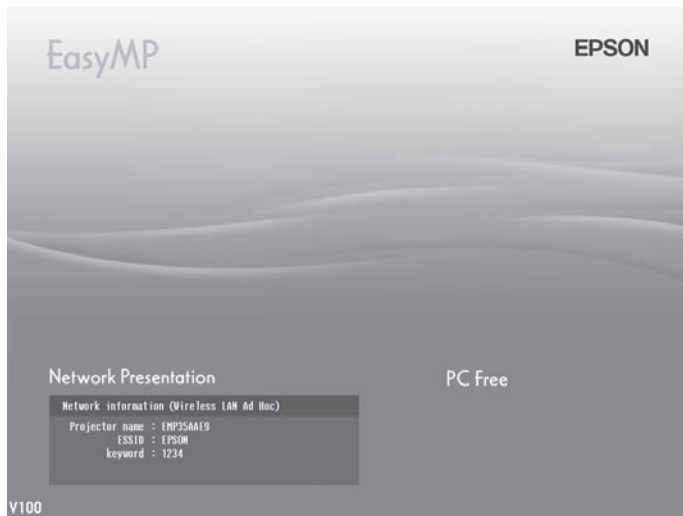 EasyMP
EPSON
Network Presentation
PC Free
Network information (Wireless LAN Ad Hoc)
Projector name : EMP35AAE9
ESSID : EPSON
keyword : 1234
V100